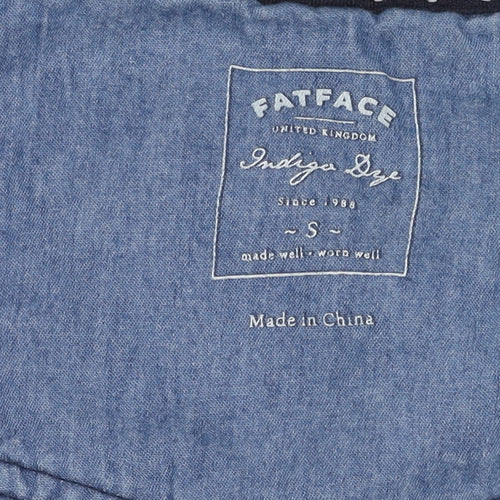 FATFACE
UNITED KINGDOM
Indigo Dye
Since 1988
~ S ~
made well • worn well
Made in China